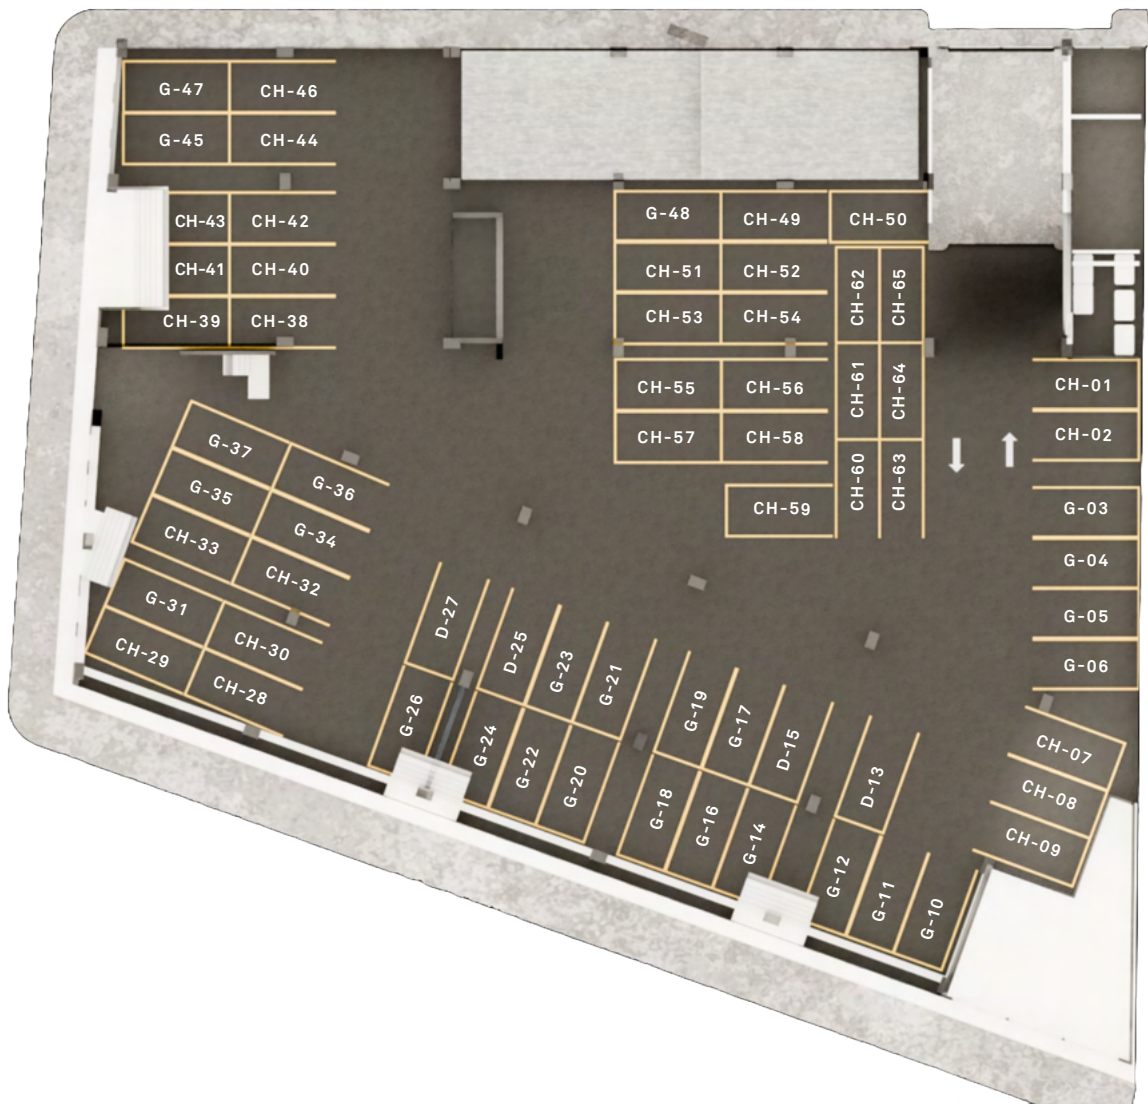 G-47 CH-46
G-45 CH-44
CH-43 CH-42
CH-41 CH-40
CH-39 CH-38
G-48 CH-49 CH-50
CH-51 CH-52
CH-53 CH-54
CH-55 CH-56
CH-57 CH-58
CH-59
CH-62 CH-65
CH-61 CH-64
CH-60 CH-63
CH-01
CH-02
G-03
G-04
G-05
G-06
CH-07
CH-08
CH-09
G-37 G-36
G-35 G-34
CH-33 CH-32
G-31 CH-30
CH-29 CH-28
D-27
G-26
D-25
G-24
G-23
G-22
G-21
G-20
G-19
G-18
G-17
G-16
D-15
G-14
D-13
G-12
G-11
G-10